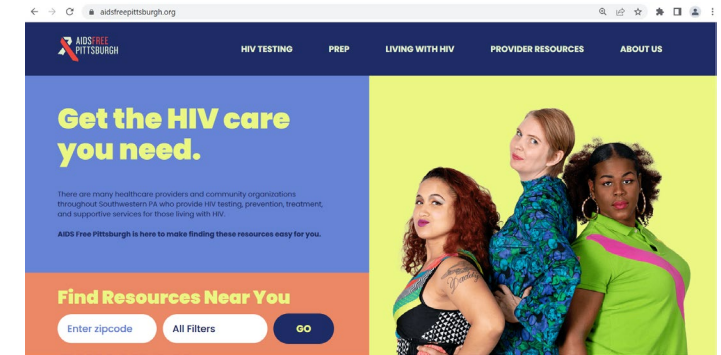 aidsfreepittsburgh.org
AIDSFREE
PITTSBURGH
HIV TESTING PREP LIVING WITH HIV PROVIDER RESOURCES ABOUT US
Get the HIV care
you need.
There are many healthcare providers and community organizations
throughout Southwestern PA who provide HIV testing, prevention, treatment,
and supportive services for those living with HIV.
AIDS Free Pittsburgh is here to make finding these resources easy for you.
Find Resources Near You
Enter zipcode All Filters GO